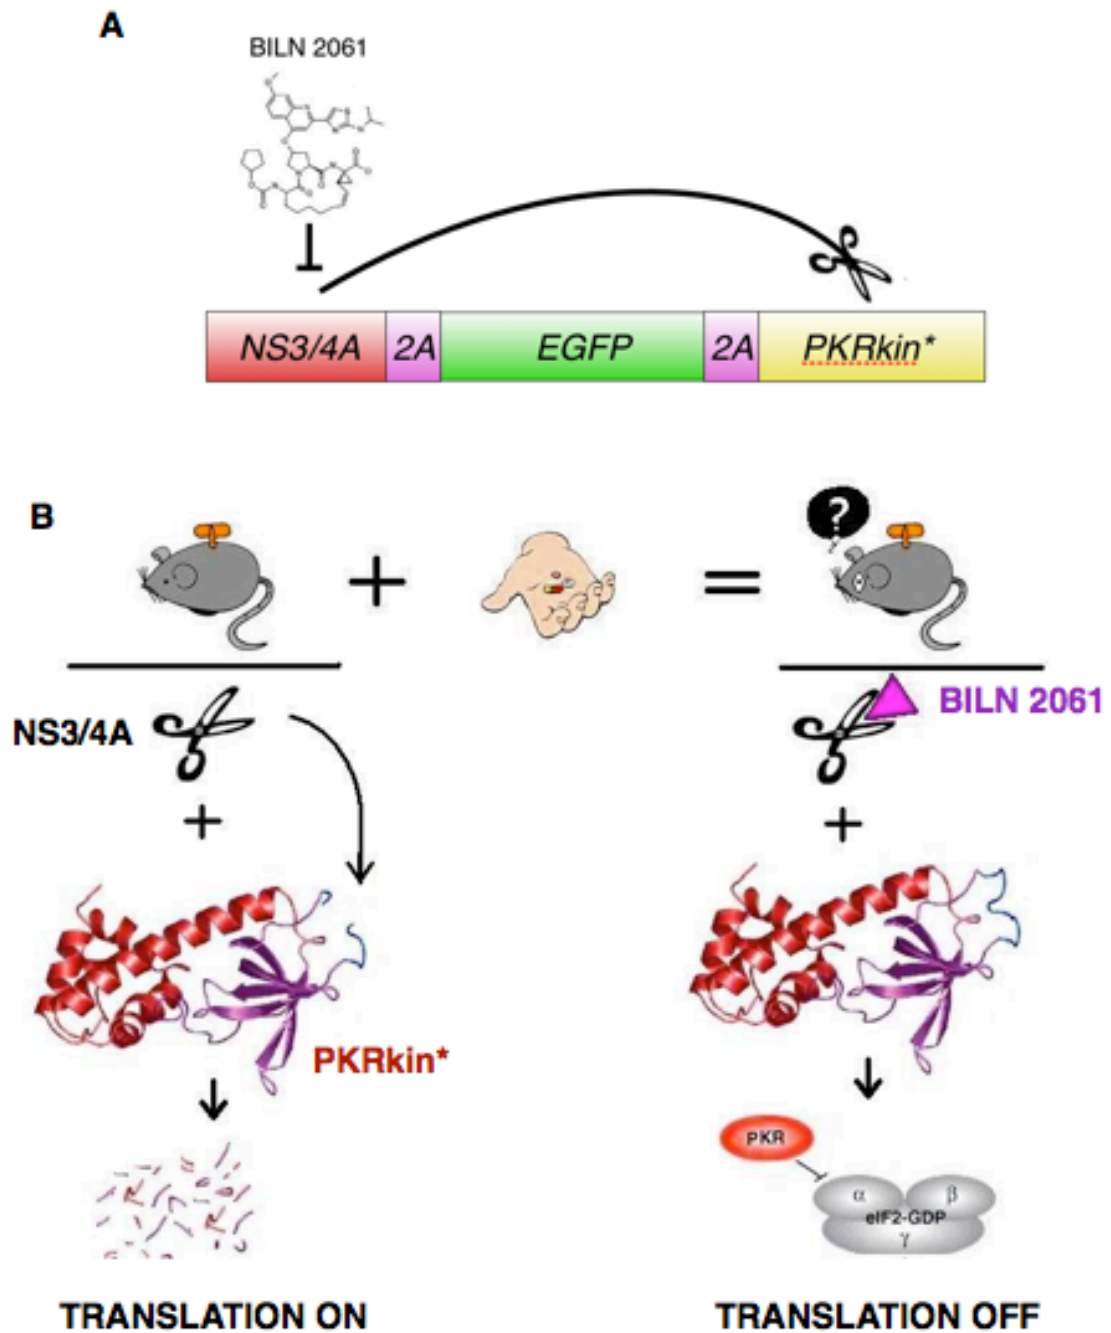 A
BILN 2061
NS3/4A 2A EGFP 2A PKRkin*
B
?
NS3/4A
BILN 2061
PKRkin*
PKR
α β
eIF2-GDP
γ
TRANSLATION ON
TRANSLATION OFF